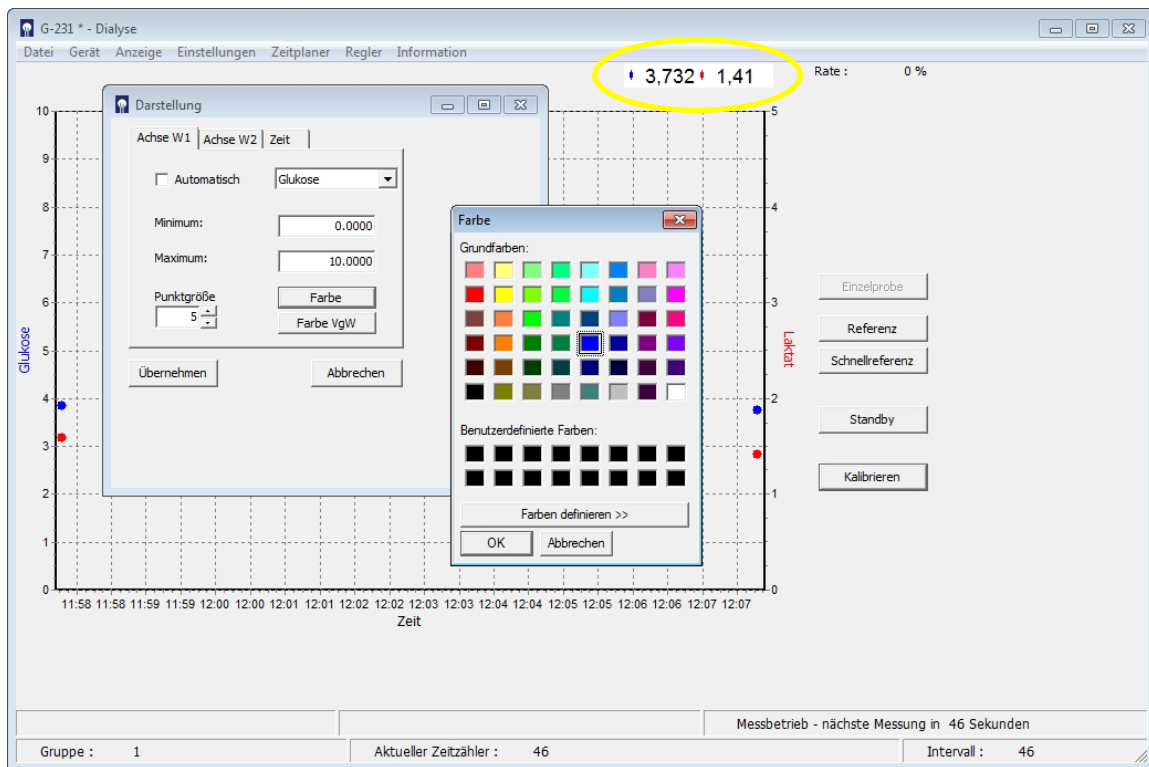 G-231 * - Dialyse
Datei Gerät Anzeige Einstellungen Zeitplaner Regler Information
3,732 1,41
Rate : 0 %
Darstellung
Achse W1 Achse W2 Zeit
Automatisch Glukose
Minimum: 0.0000
Maximum: 10.0000
Punktgröße
5
Farbe
Farbe VgW
Übernehmen Abbrechen
Farbe
Grundfarben:
Benutzerdefinierte Farben:
Farben definieren >>
OK Abbrechen
10
9
8
7
6
5
4
3
2
1
0
Glukose
5
4
3
2
1
0
Laktat
11:58 11:58 11:59 11:59 12:00 12:00 12:01 12:01 12:02 12:02 12:03 12:03 12:04 12:04 12:05 12:05 12:06 12:06 12:07 12:07
Zeit
Einzelprobe
Referenz
Schnellreferenz
Standby
Kalibrieren
Messbetrieb - nächste Messung in 46 Sekunden
Gruppe : 1 Aktueller Zeitzähler : 46 Intervall : 46